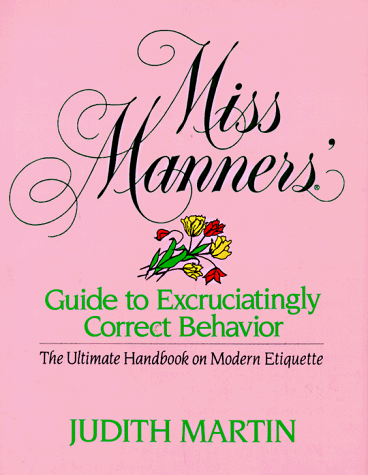 Miss
Manners'®
Guide to Excruciatingly
Correct Behavior
The Ultimate Handbook on Modern Etiquette
JUDITH MARTIN